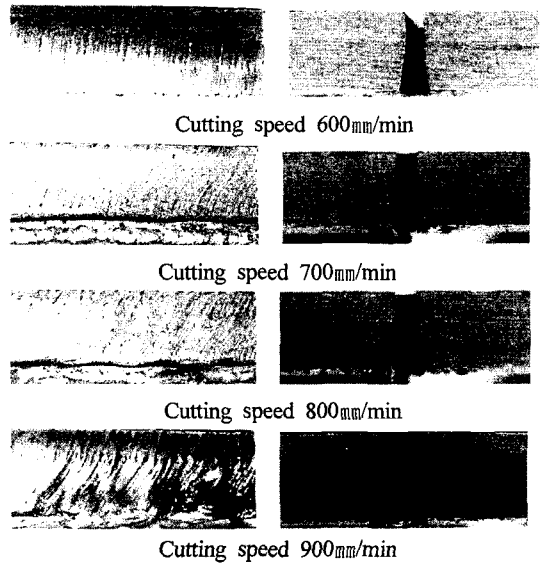 Cutting speed 600㎜/min
Cutting speed 700㎜/min
Cutting speed 800㎜/min
Cutting speed 900㎜/min